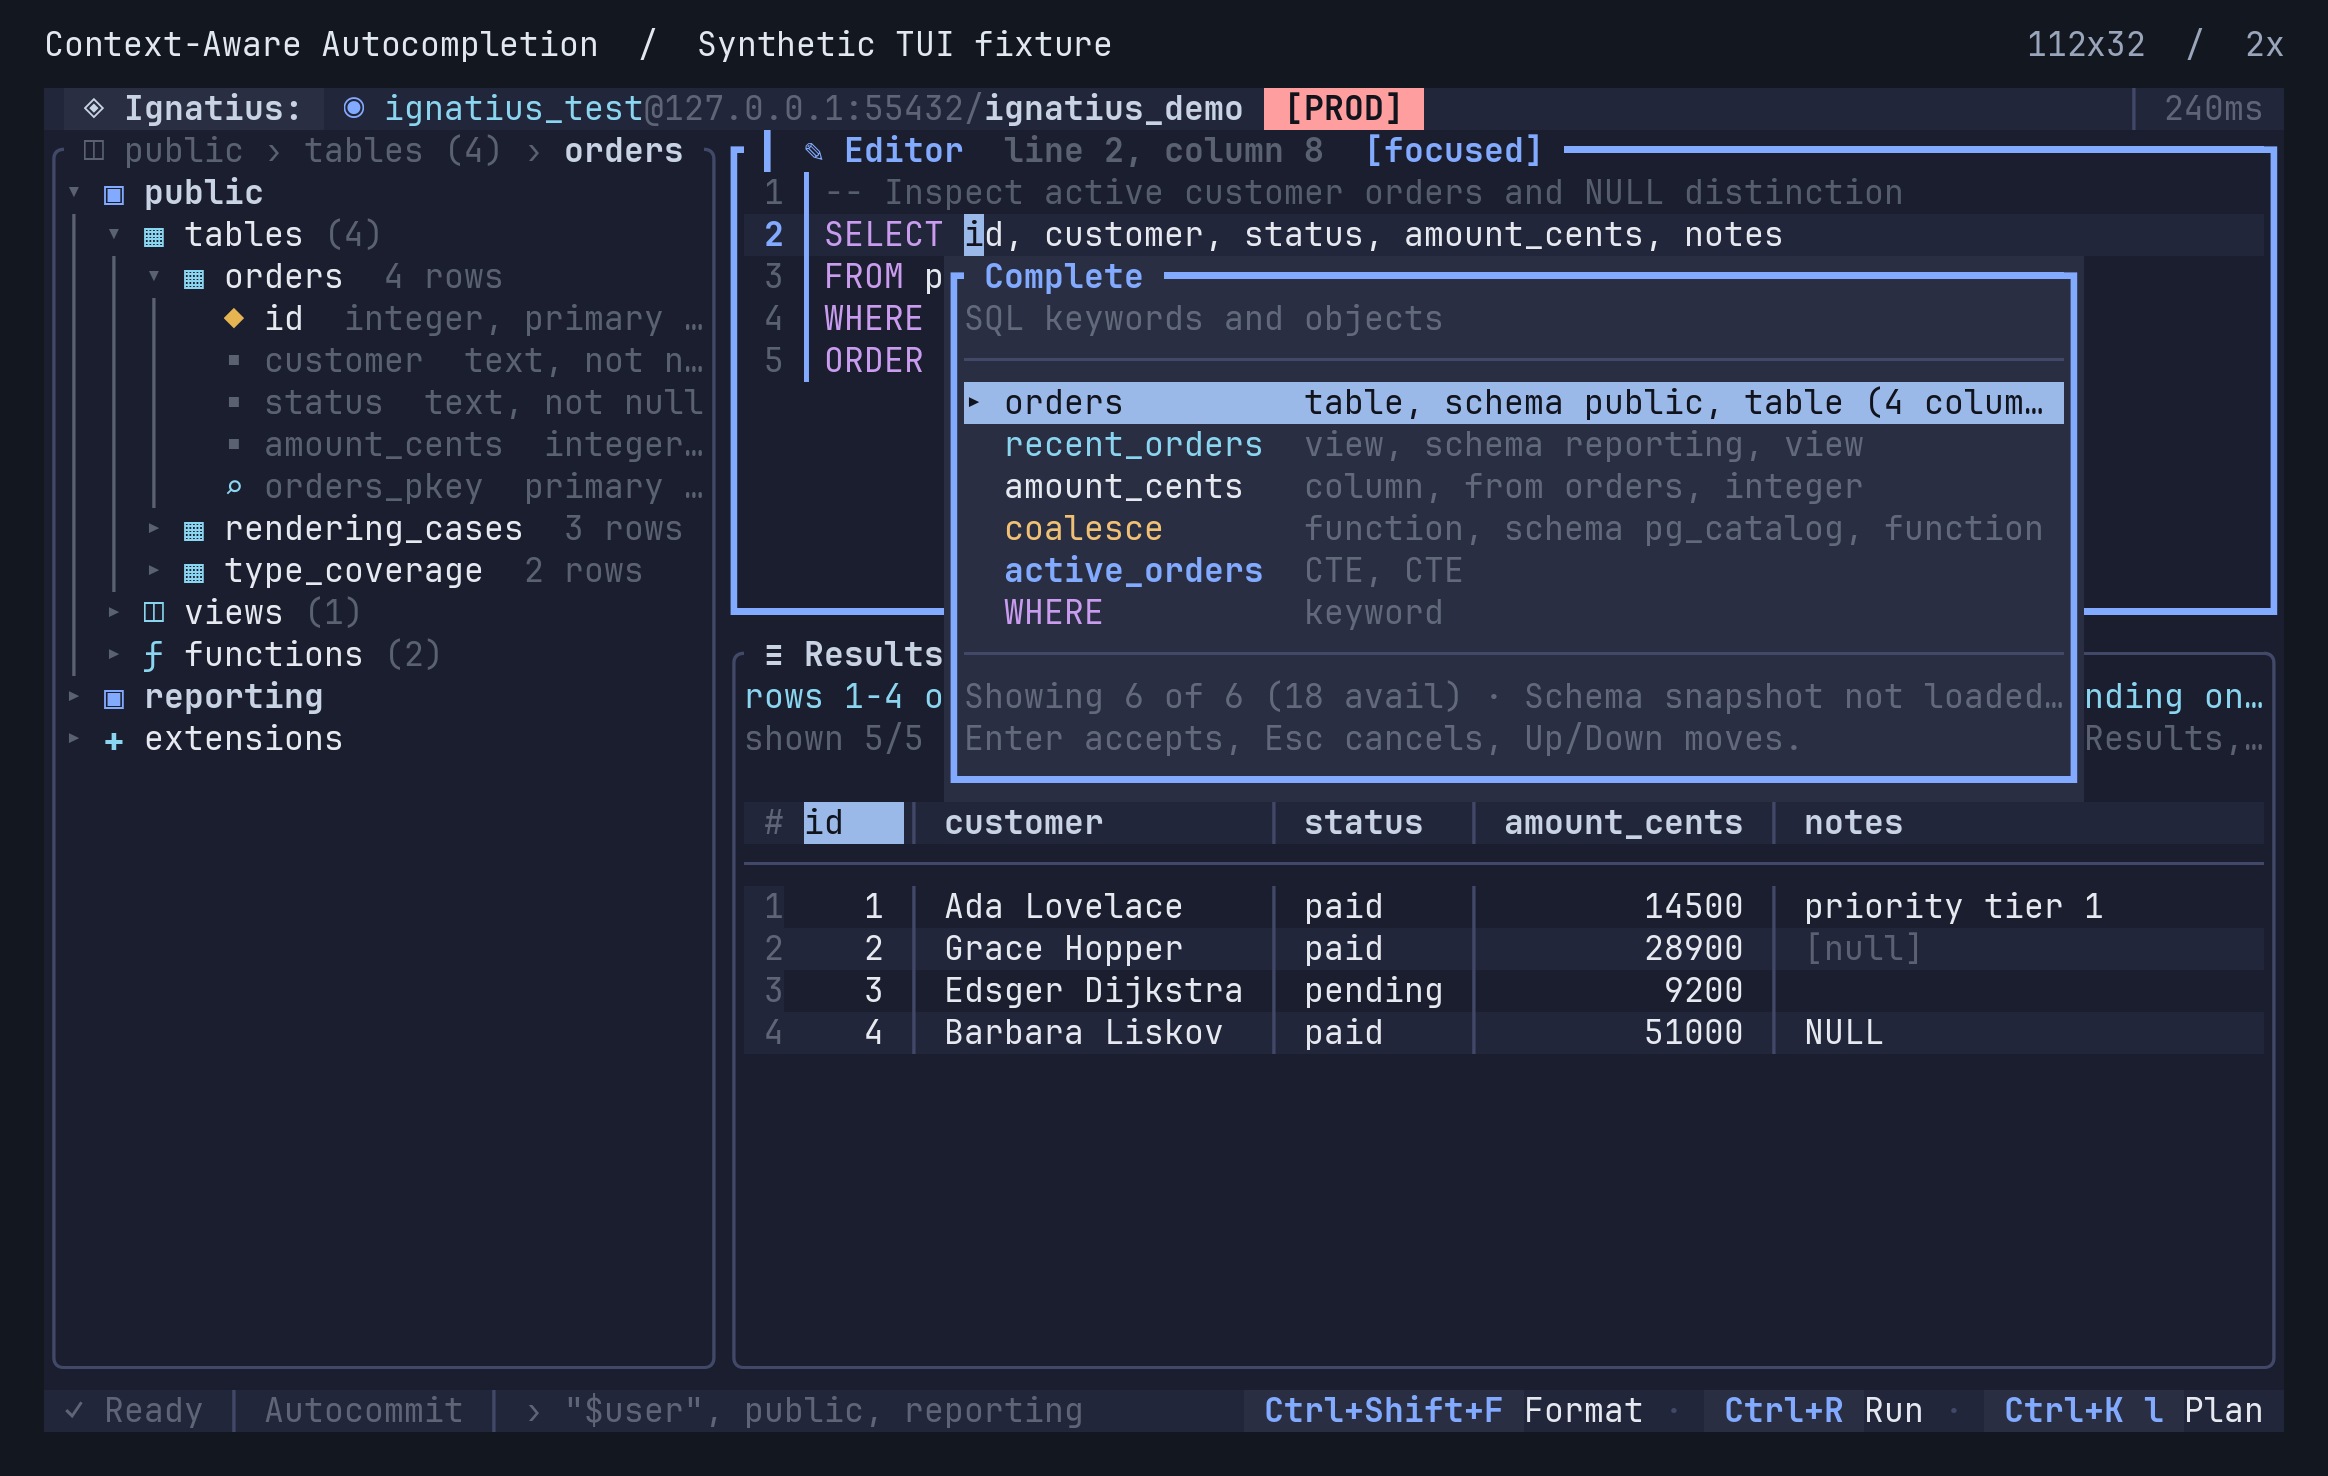 Context-Aware Autocompletion / Synthetic TUI fixture 112x32 / 2x
◈ Ignatius: ◉ ignatius_test@127.0.0.1:55432/ignatius_demo [PROD] 240ms
public › tables (4) › orders
▾ ▣ public
▾ ▦ tables (4)
▾ ▦ orders 4 rows
◆ id integer, primary …
▪ customer text, not n…
▪ status text, not null
▪ amount_cents integer…
orders_pkey primary …
▸ ▦ rendering_cases 3 rows
▸ ▦ type_coverage 2 rows
▸ views (1)
▸ ƒ functions (2)
▸ ▣ reporting
▸ ✚ extensions
✎ Editor line 2, column 8 [focused]
1 -- Inspect active customer orders and NULL distinction
2 SELECT id, customer, status, amount_cents, notes
3 FROM p
4 WHERE
5 ORDER
Complete
SQL keywords and objects
▸ orders table, schema public, table (4 colum…
recent_orders view, schema reporting, view
amount_cents column, from orders, integer
coalesce function, schema pg_catalog, function
active_orders CTE, CTE
WHERE keyword
Showing 6 of 6 (18 avail) · Schema snapshot not loaded…
Enter accepts, Esc cancels, Up/Down moves.
≡ Results
rows 1-4 o nding on…
shown 5/5 Results,…
# id customer status amount_cents notes
1 1 Ada Lovelace paid 14500 priority tier 1
2 2 Grace Hopper paid 28900 [null]
3 3 Edsger Dijkstra pending 9200
4 4 Barbara Liskov paid 51000 NULL
✓ Ready Autocommit › "$user", public, reporting Ctrl+Shift+F Format · Ctrl+R Run · Ctrl+K l Plan